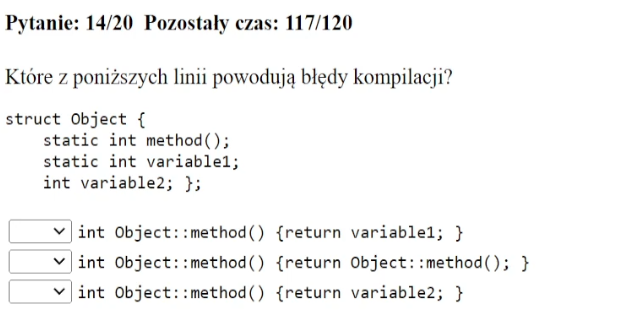 Pytanie: 14/20 Pozostały czas: 117/120
Które z poniższych linii powodują błędy kompilacji?
struct Object {
    static int method();
    static int variable1;
    int variable2; };
int Object::method() {return variable1; }
int Object::method() {return Object::method(); }
int Object::method() {return variable2; }